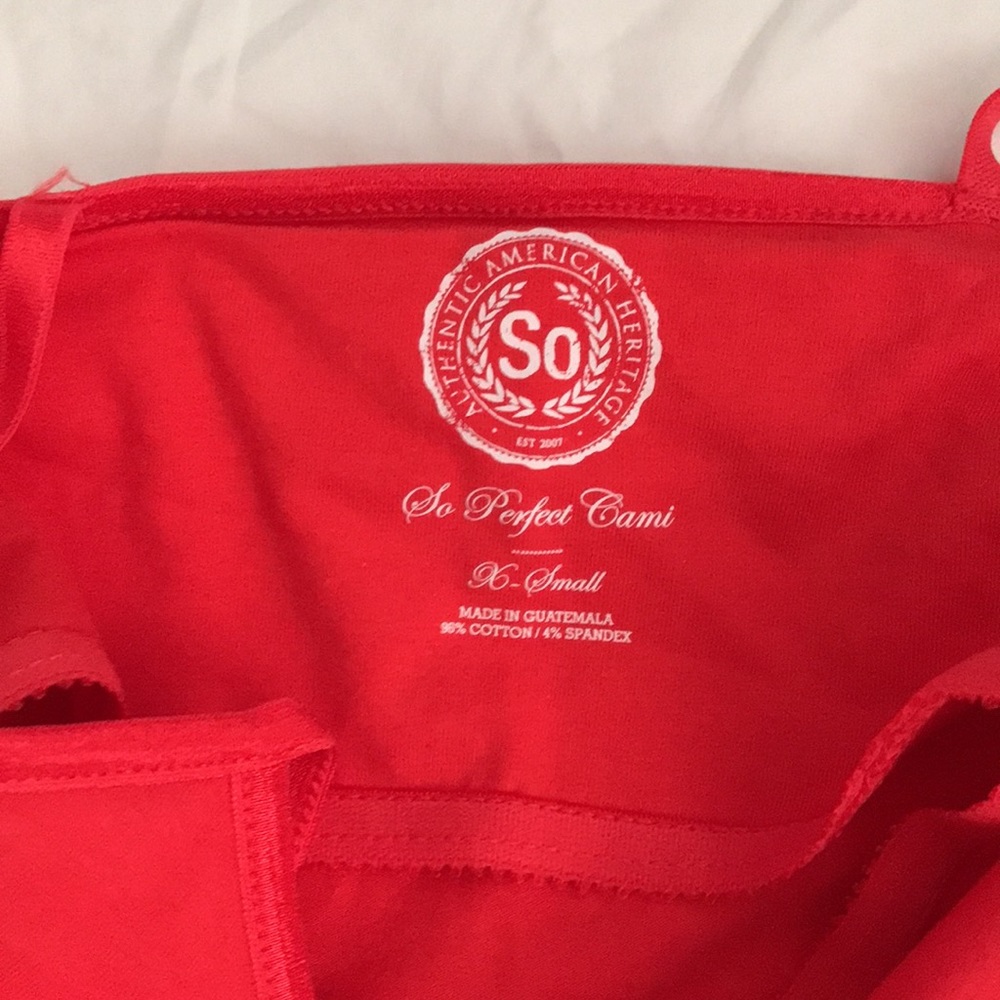 AUTHENTIC AMERICAN HERITAGE
So
EST 2007
So Perfect Cami
X-Small
MADE IN GUATEMALA
96% COTTON / 4% SPANDEX